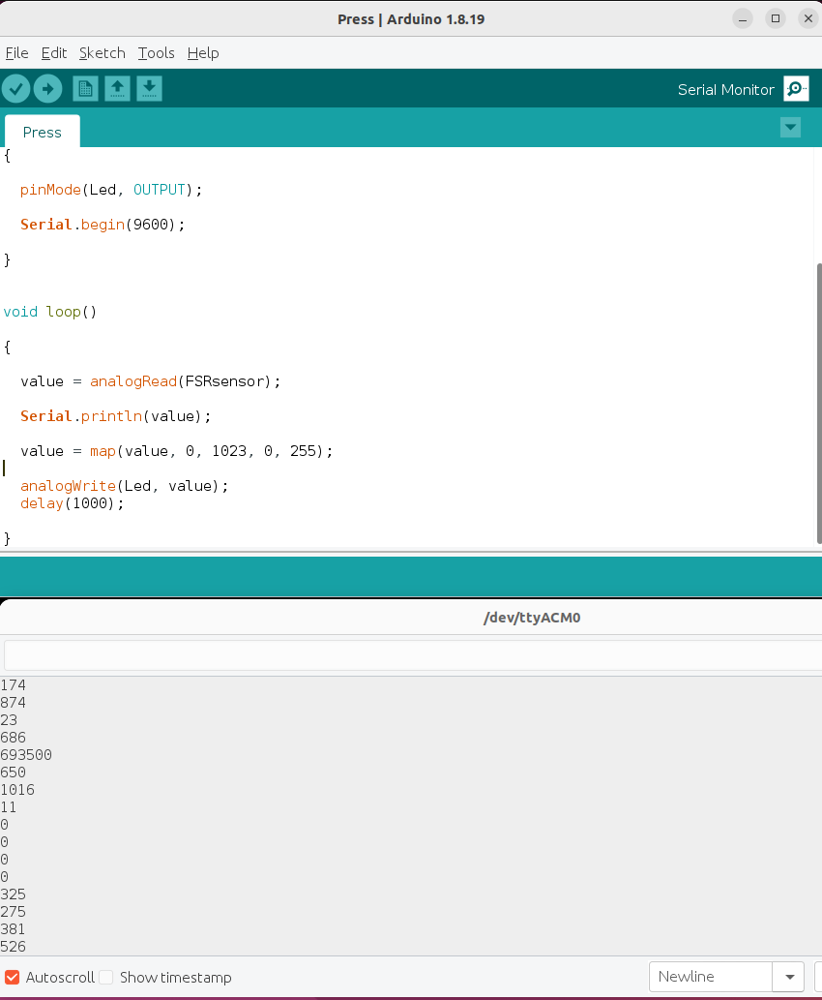 Press | Arduino 1.8.19
File Edit Sketch Tools Help
Serial Monitor
Press
{
pinMode(Led, OUTPUT);
Serial.begin(9600);
}
void loop()
{
value = analogRead(FSRsensor);
Serial.println(value);
value = map(value, 0, 1023, 0, 255);
analogWrite(Led, value);
delay(1000);
}
/dev/ttyACM0
174
874
23
686
693500
650
1016
11
0
0
0
0
325
275
381
526
Autoscroll Show timestamp Newline